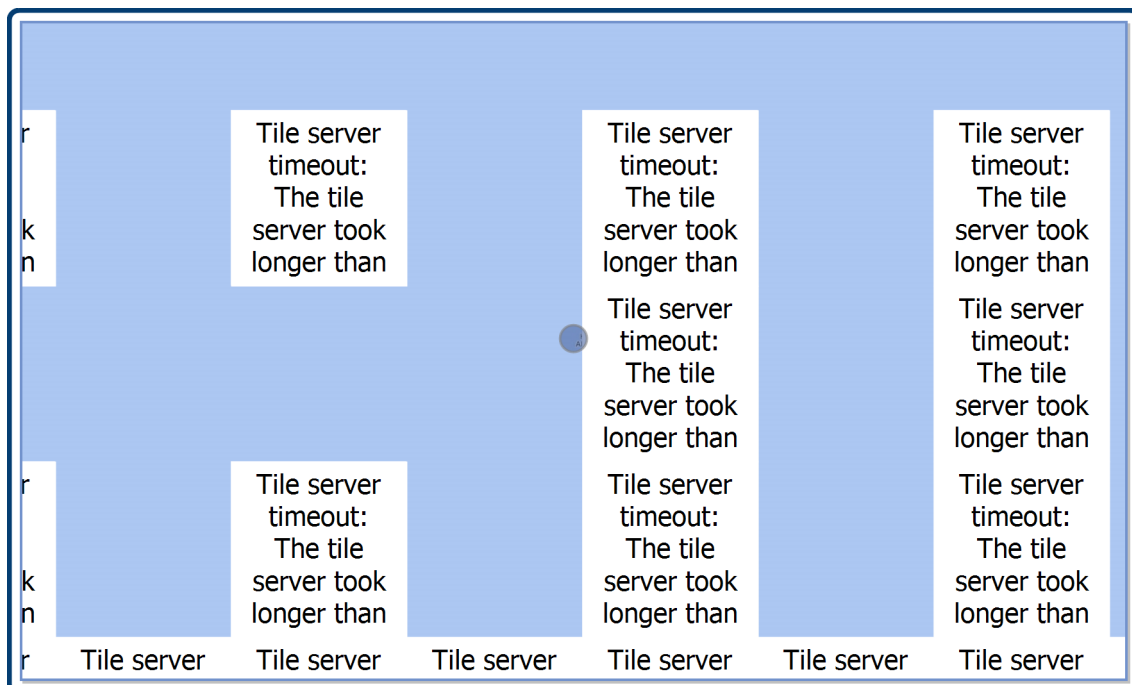 r
k
n
Tile server
timeout:
The tile
server took
longer than
Tile server
timeout:
The tile
server took
longer than
Tile server
timeout:
The tile
server took
longer than
Tile server
timeout:
The tile
server took
longer than
Tile server
timeout:
The tile
server took
longer than
r
k
n
Tile server
timeout:
The tile
server took
longer than
Tile server
timeout:
The tile
server took
longer than
Tile server
timeout:
The tile
server took
longer than
r Tile server Tile server Tile server Tile server Tile server Tile server